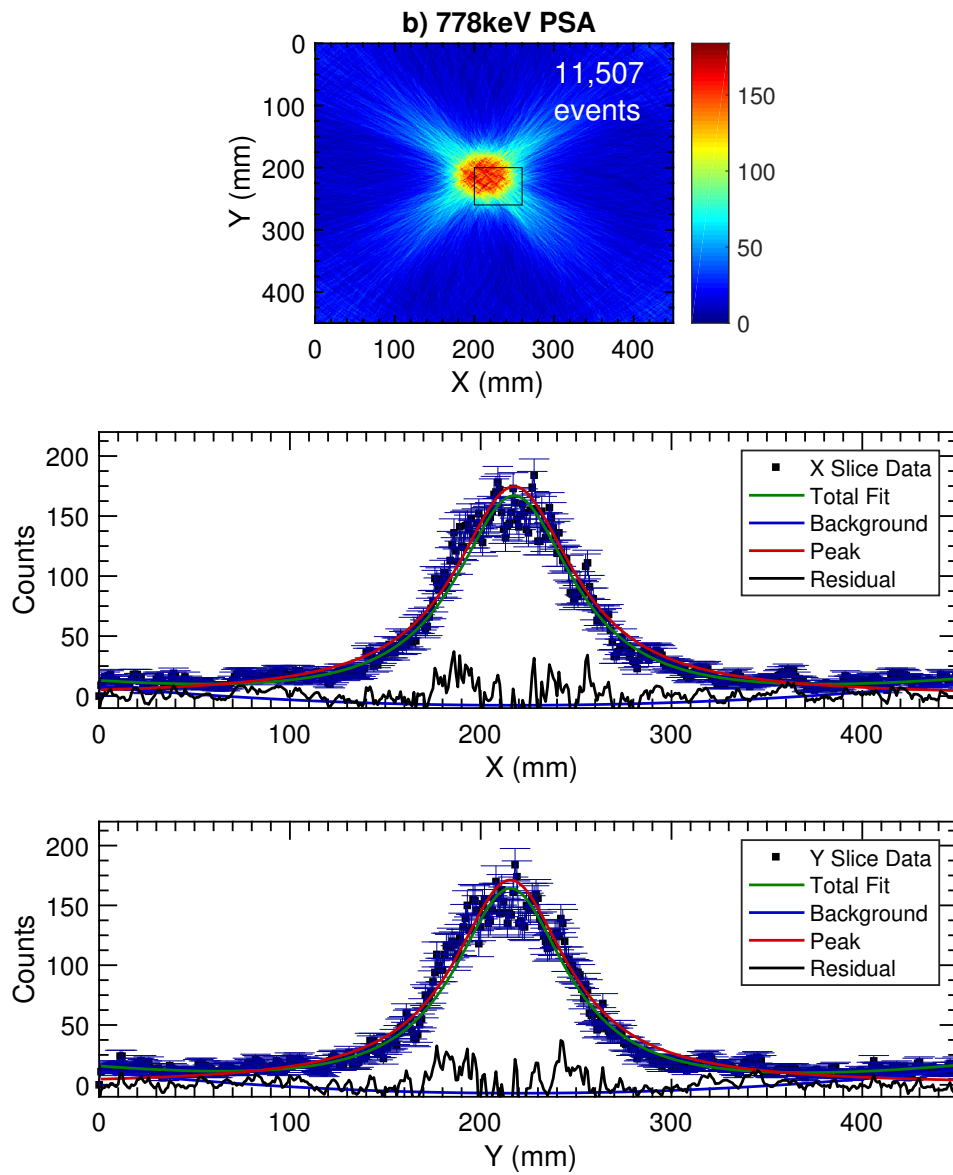 b) 778keV PSA
11,507
events
0
100
200
300
400
Y (mm)
0 100 200 300 400
X (mm)
150
100
50
0
200
150
100
50
0
Counts
X Slice Data
Total Fit
Background
Peak
Residual
0 100 200 300 400
X (mm)
200
150
100
50
0
Counts
Y Slice Data
Total Fit
Background
Peak
Residual
0 100 200 300 400
Y (mm)